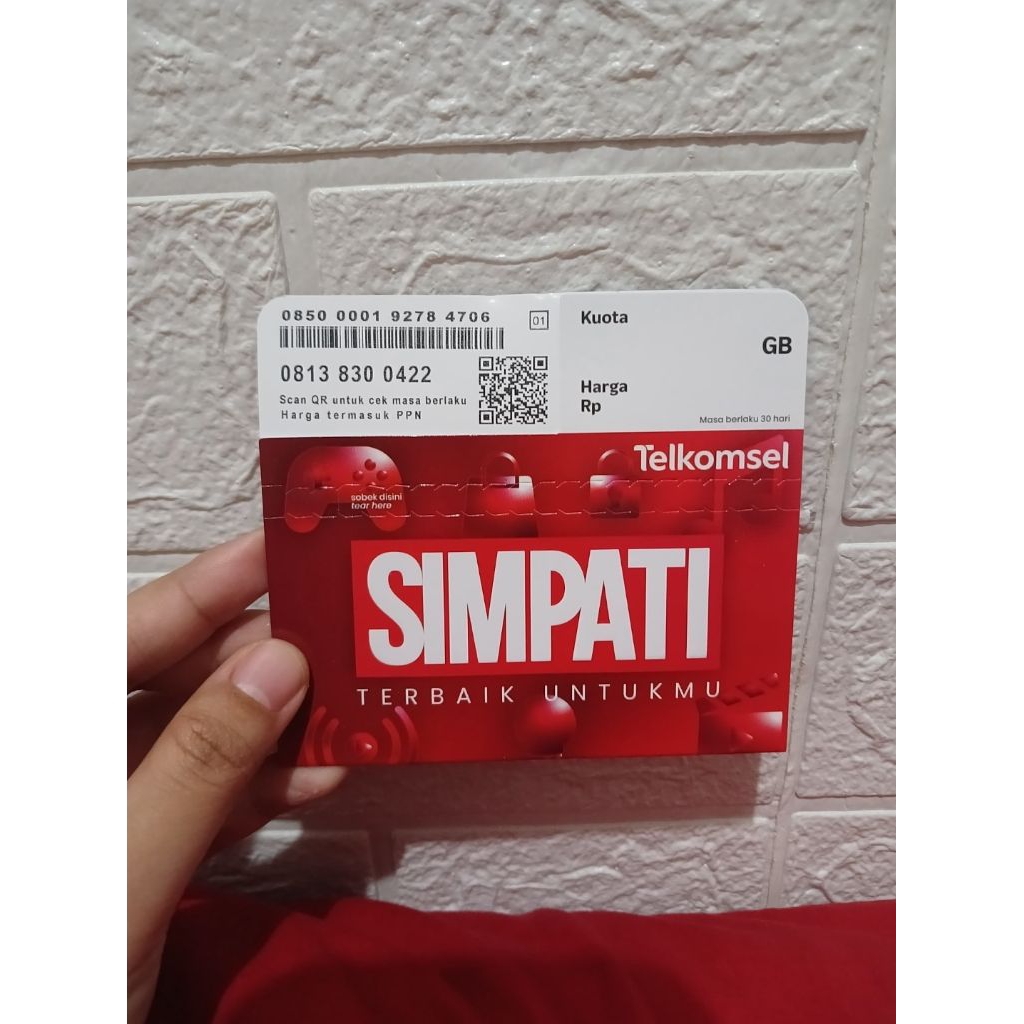 0850 0001 9278 4706
01
0813 830 0422
Scan QR untuk cek masa berlaku
Harga termasuk PPN
Kuota
GB
Harga
Rp
Masa berlaku 30 hari
Telkomsel
sobek disini
tear here
SIMPATI
TERBAIK UNTUKMU